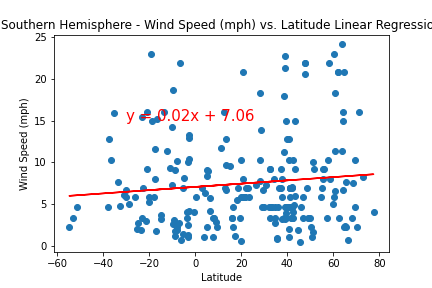 Southern Hemisphere - Wind Speed (mph) vs. Latitude Linear Regressio
25
20
15
10
5
0
Wind Speed (mph)
y = 0.02x + 7.06
−60 −40 −20 0 20 40 60 80
Latitude